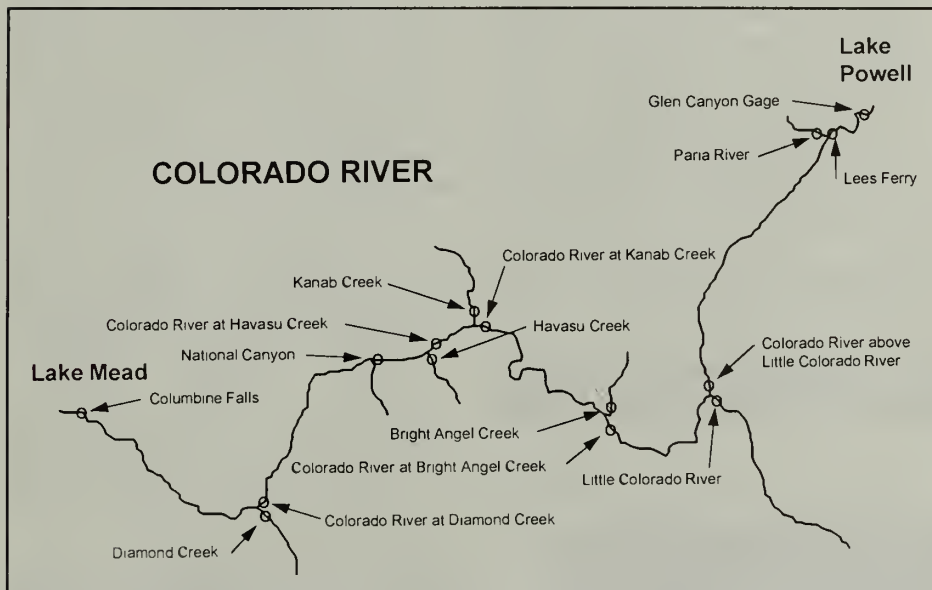 Lake
Powell
Glen Canyon Gage
Paria River
Lees Ferry
COLORADO RIVER
Kanab Creek
Colorado River at Kanab Creek
Colorado River at Havasu Creek
Havasu Creek
National Canyon
Colorado River above
Little Colorado River
Lake Mead
Columbine Falls
Bright Angel Creek
Colorado River at Bright Angel Creek
Little Colorado River
Colorado River at Diamond Creek
Diamond Creek